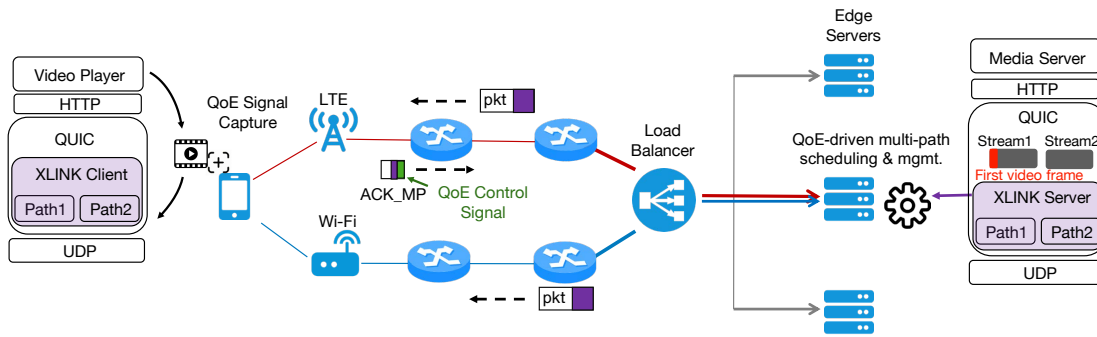 Video Player
HTTP
QUIC
XLINK Client
Path1
Path2
UDP
QoE Signal
Capture
LTE
pkt
ACK_MP
QoE Control
Signal
Wi-Fi
pkt
Load
Balancer
Edge
Servers
QoE-driven multi-path
scheduling & mgmt.
Media Server
HTTP
QUIC
Stream1
Stream2
First video frame
XLINK Server
Path1
Path2
UDP